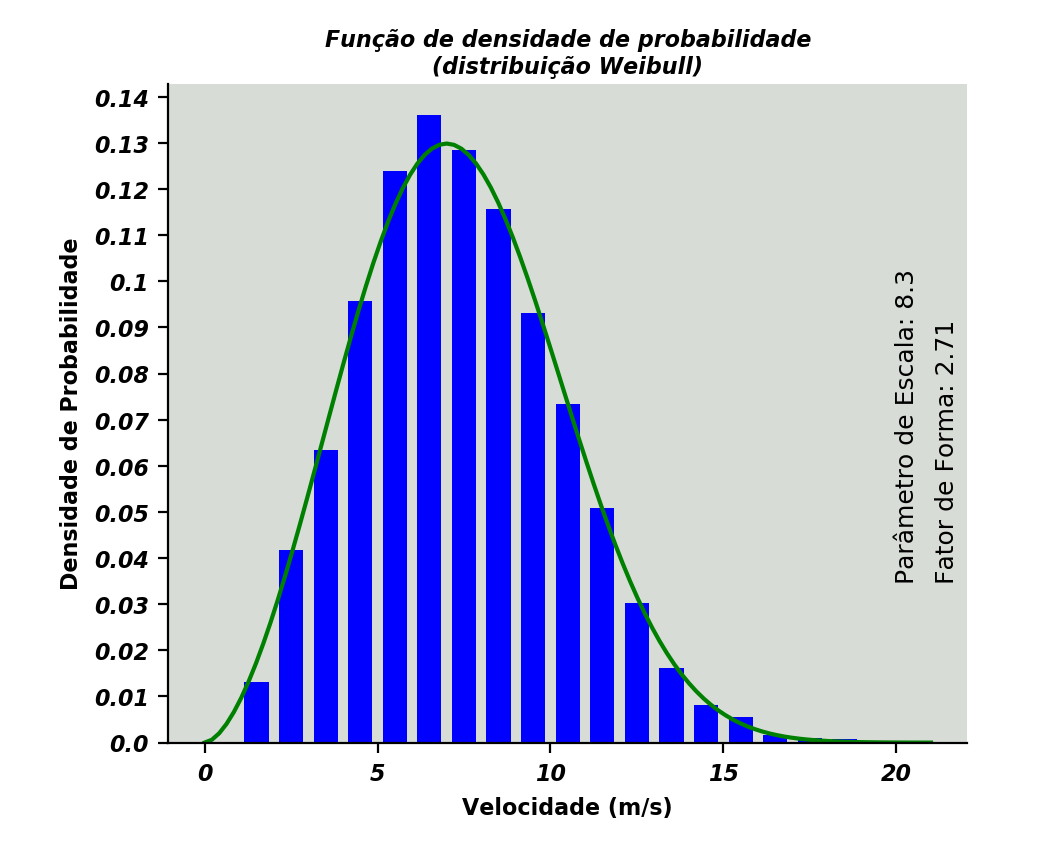 Função de densidade de probabilidade
(distribuição Weibull)
Densidade de Probabilidade
0.14
0.13
0.12
0.11
0.1
0.09
0.08
0.07
0.06
0.05
0.04
0.03
0.02
0.01
0.0
Parâmetro de Escala: 8.3
Fator de Forma: 2.71
0 5 10 15 20
Velocidade (m/s)